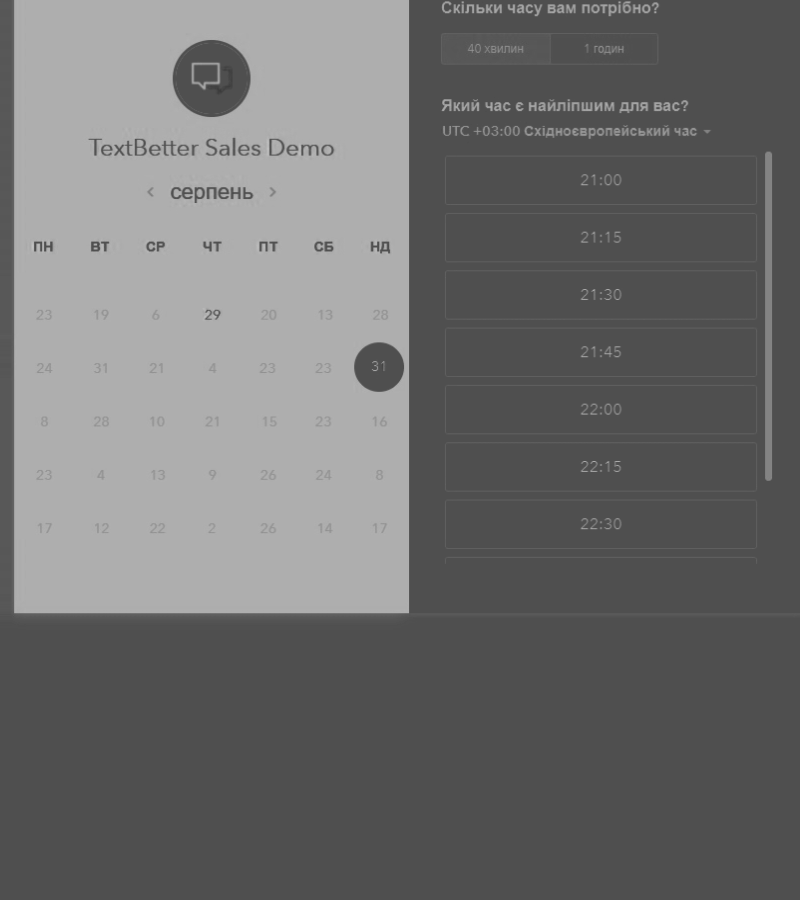 TextBetter Sales Demo
серпень
ПН ВТ СР ЧТ ПТ СБ НД
23 19 6 29 20 13 28
24 31 21 4 23 23 31
8 28 10 21 15 23 16
23 4 13 9 26 24 8
17 12 22 2 26 14 17
Скільки часу вам потрібно?
40 хвилин 1 годин
Який час є найліпшим для вас?
UTC +03:00 Східноєвропейський час
21:00
21:15
21:30
21:45
22:00
22:15
22:30